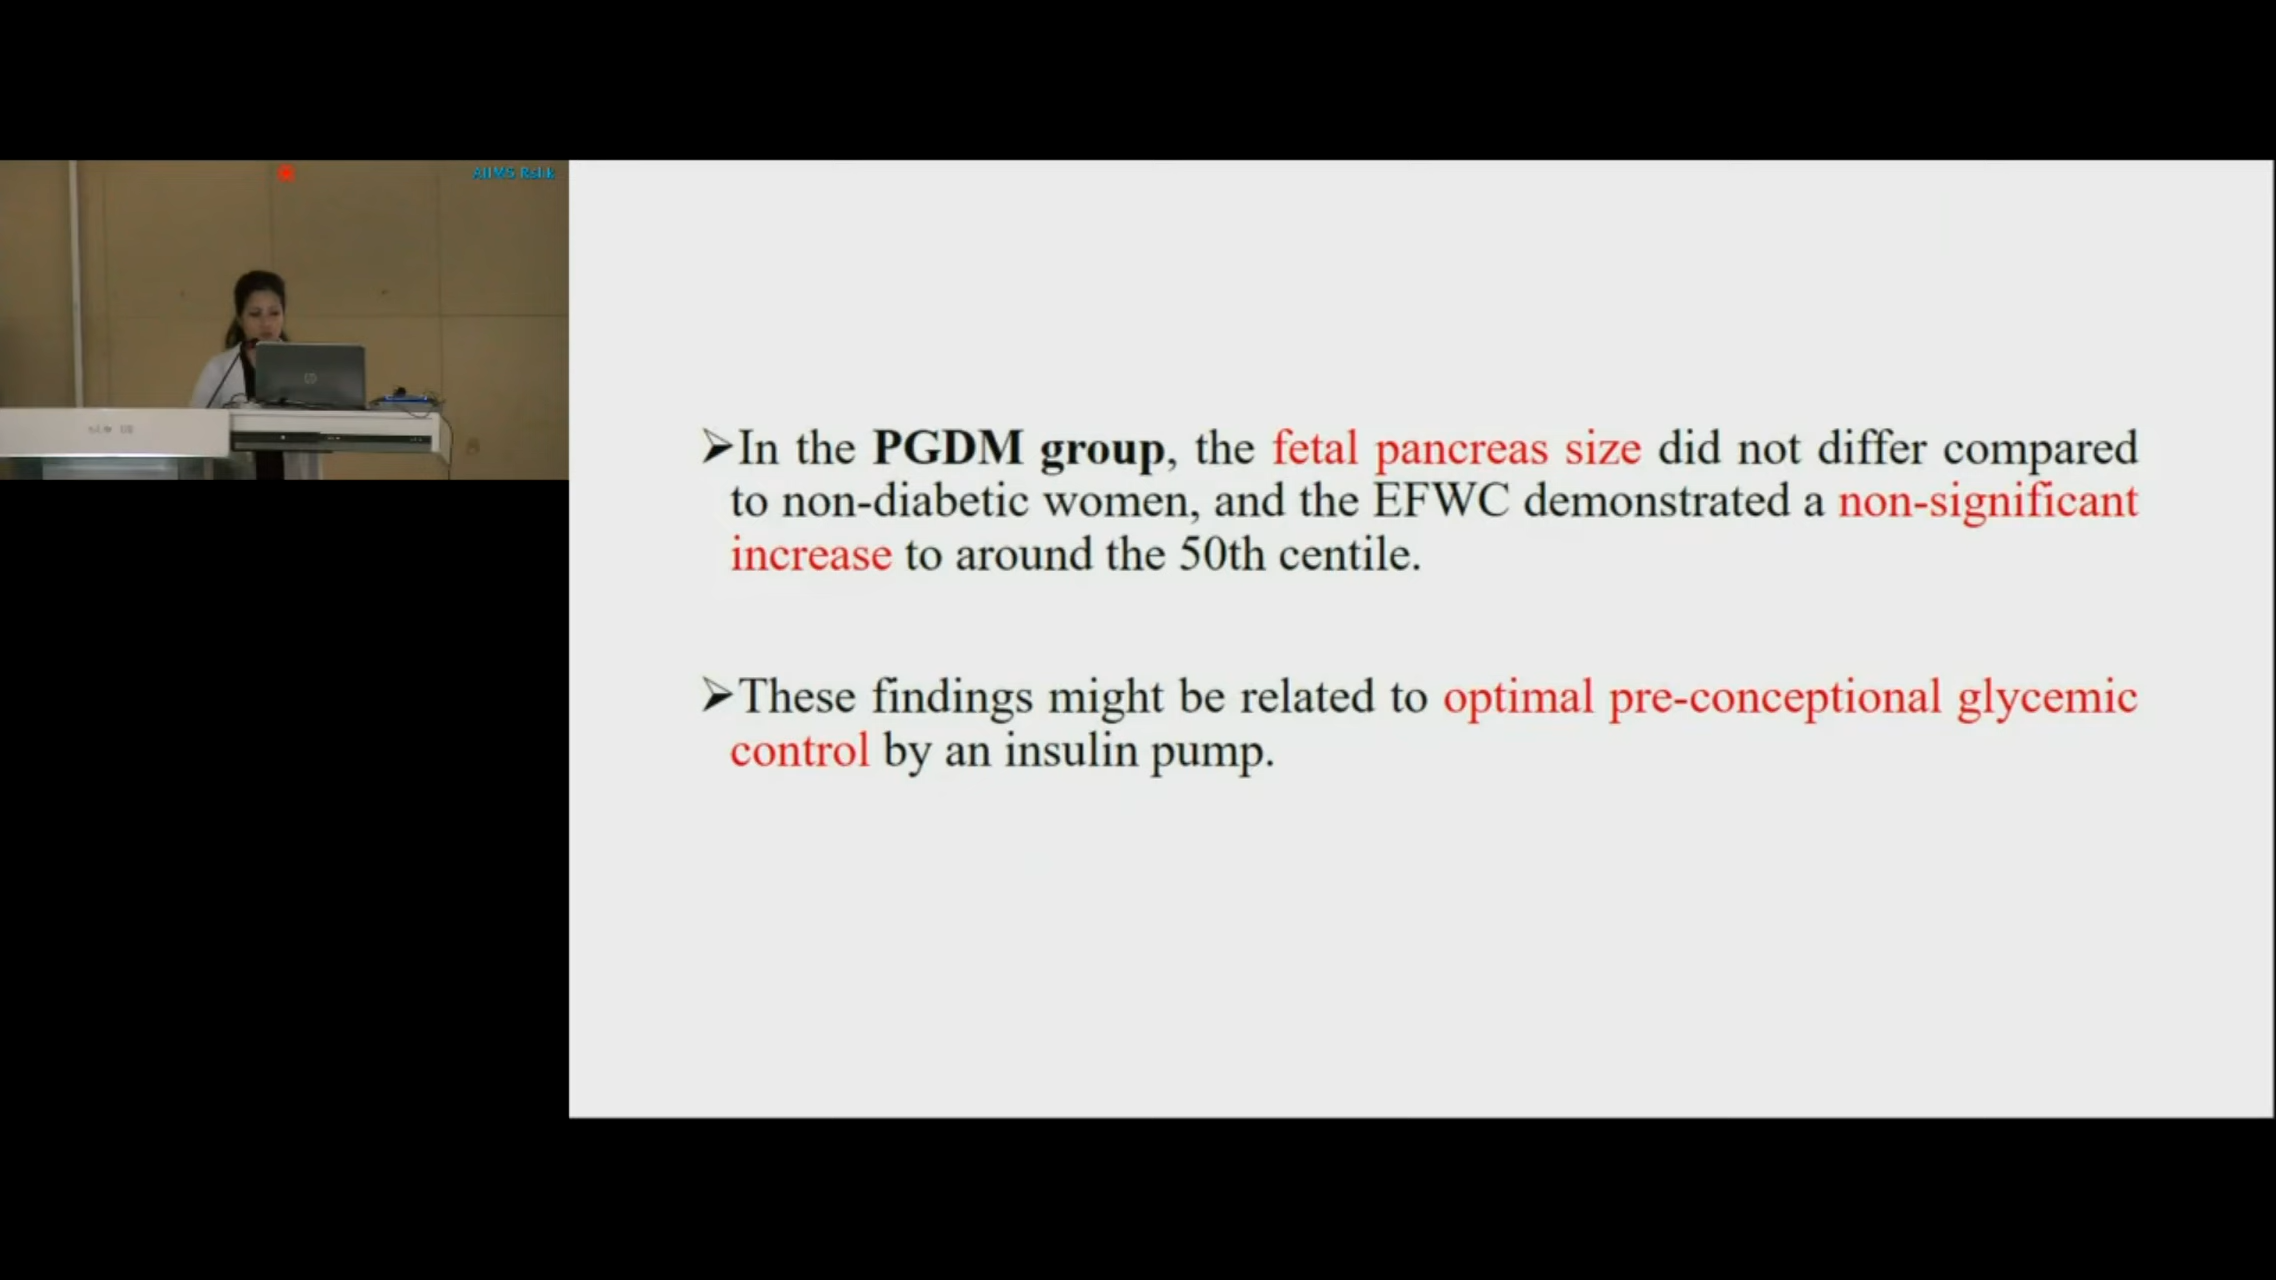 AIIMS Rsi.k
➢In the PGDM group, the fetal pancreas size did not differ compared
to non-diabetic women, and the EFWC demonstrated a non-significant
increase to around the 50th centile.
➢These findings might be related to optimal pre-conceptional glycemic
control by an insulin pump.